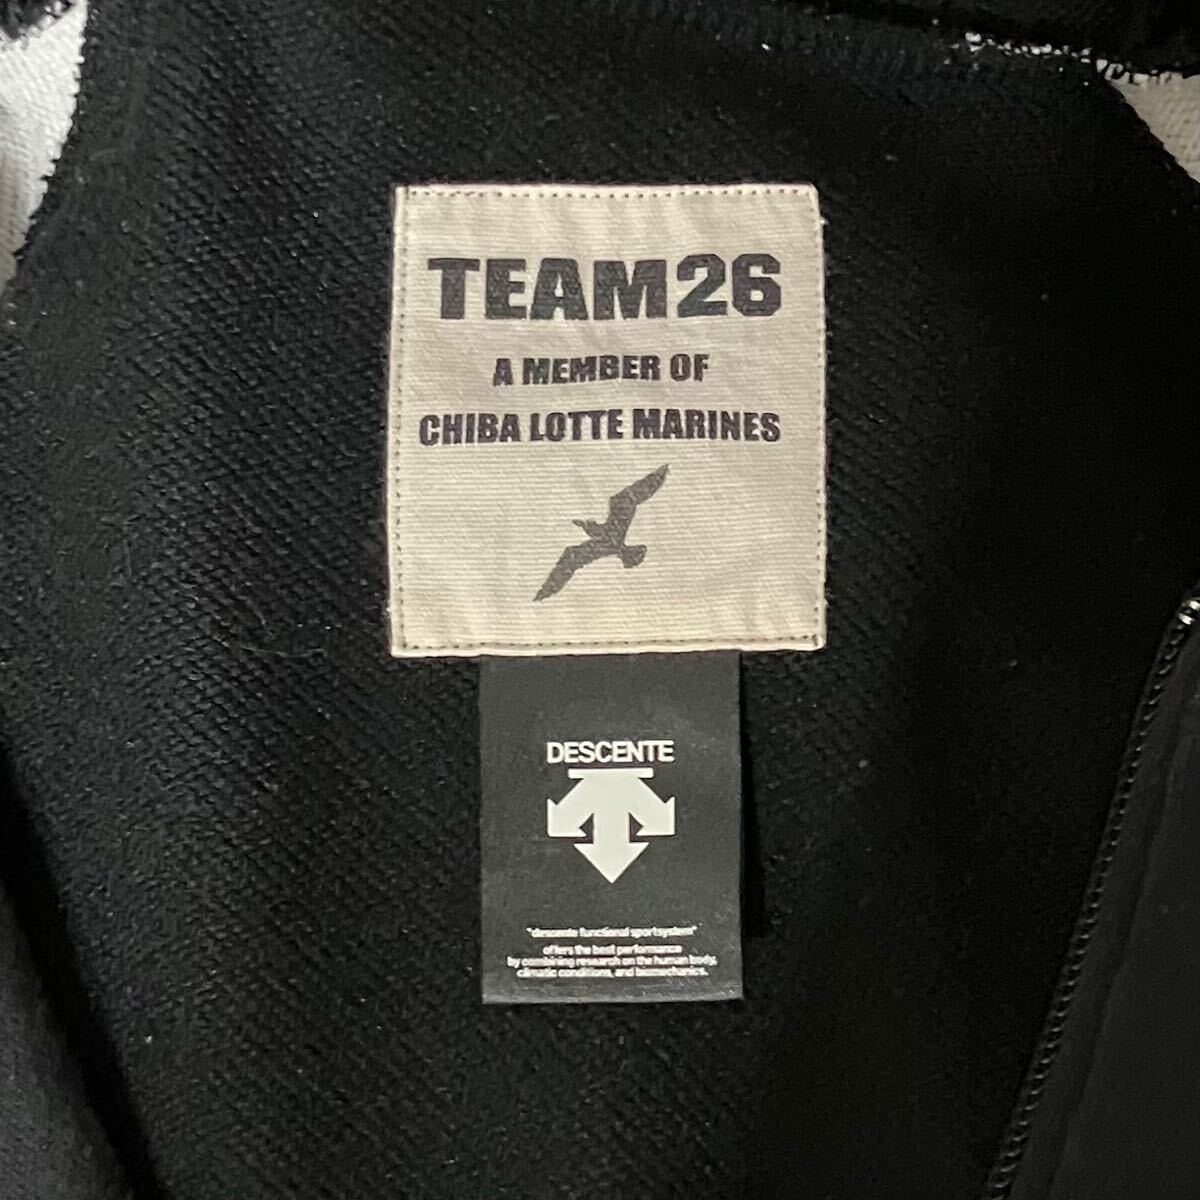 TEAM26
A MEMBER OF
CHIBA LOTTE MARINES
DESCENTE
"descente functional sportsystem"
offers the best performance
by combining research on the human body,
climatic conditions, and biomechanics.